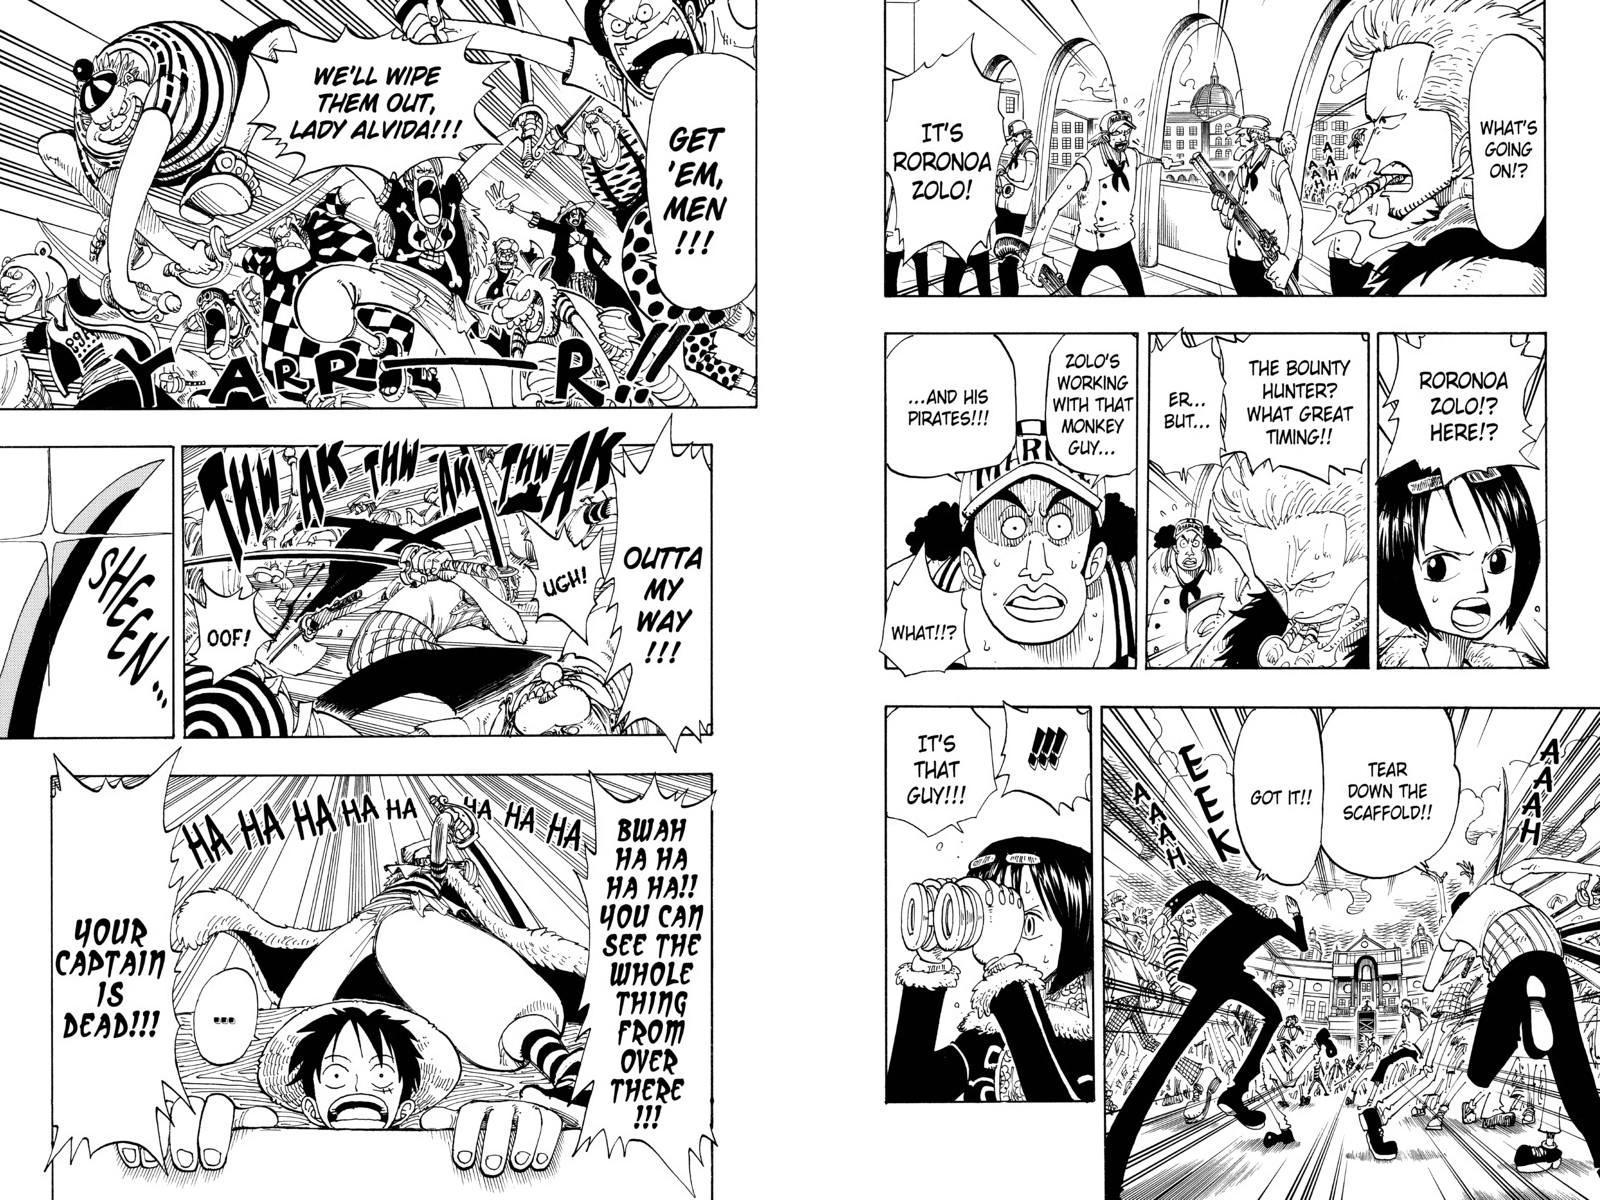 WHAT'S
GOING
ON!?
AAAH
AAAH
IT'S
RORONOA
ZOLO!
RORONOA
ZOLO!?
HERE!?
THE BOUNTY
HUNTER?
WHAT GREAT
TIMING!!
ER...
BUT...
ZOLO'S
WORKING
WITH THAT
MONKEY
GUY...
...AND HIS
PIRATES!!!
MARINE
WHAT!!?
AAAH
TEAR
DOWN THE
SCAFFOLD!!
GOT IT!!
EEEK
AAAAH
!!!
IT'S
THAT
GUY!!!
GET
'EM,
MEN
!!!
WE'LL WIPE
THEM OUT,
LADY ALVIDA!!!
YARR—R!!
OUTTA
MY
WAY
!!!
THWAK THWAK THWAK
UGH!
OOF!
SHEEEN...
BWAH
HA HA
HA HA!!
YOU CAN
SEE THE
WHOLE
THING
FROM
OVER
THERE
!!!
HA HA HA HA HA HA HA HA
...
YOUR
CAPTAIN
IS
DEAD!!!